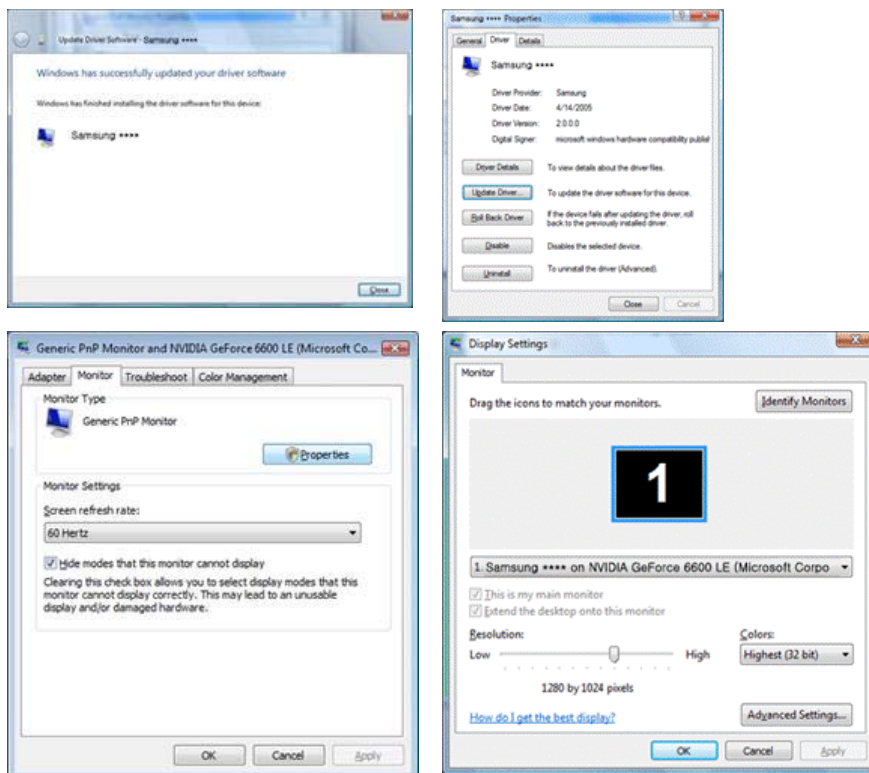 Update Driver Software - Samsung ****
Windows has successfully updated your driver software
Windows has finished installing the driver software for this device:
Samsung ****
Close
Samsung **** Properties
General Driver Details
Samsung ****
Driver Provider: Samsung
Driver Date: 4/14/2005
Driver Version: 2.0.0.0
Digital Signer: microsoft windows hardware compatibility publisl
Driver Details To view details about the driver files.
Update Driver... To update the driver software for this device.
Roll Back Driver If the device fails after updating the driver, roll
back to the previously installed driver.
Disable Disables the selected device.
Uninstall To uninstall the driver (Advanced).
Close Cancel
Generic PnP Monitor and NVIDIA GeForce 6600 LE (Microsoft Co...
Adapter Monitor Troubleshoot Color Management
Monitor Type
Generic PnP Monitor
Properties
Monitor Settings
Screen refresh rate:
60 Hertz
Hide modes that this monitor cannot display
Clearing this check box allows you to select display modes that this
monitor cannot display correctly. This may lead to an unusable
display and/or damaged hardware.
OK Cancel Apply
Display Settings
Monitor
Drag the icons to match your monitors.
Identify Monitors
1
1. Samsung **** on NVIDIA GeForce 6600 LE (Microsoft Corpo
This is my main monitor
Extend the desktop onto this monitor
Resolution: Colors:
Low High Highest (32 bit)
1280 by 1024 pixels
How do I get the best display? Advanced Settings...
OK Cancel Apply